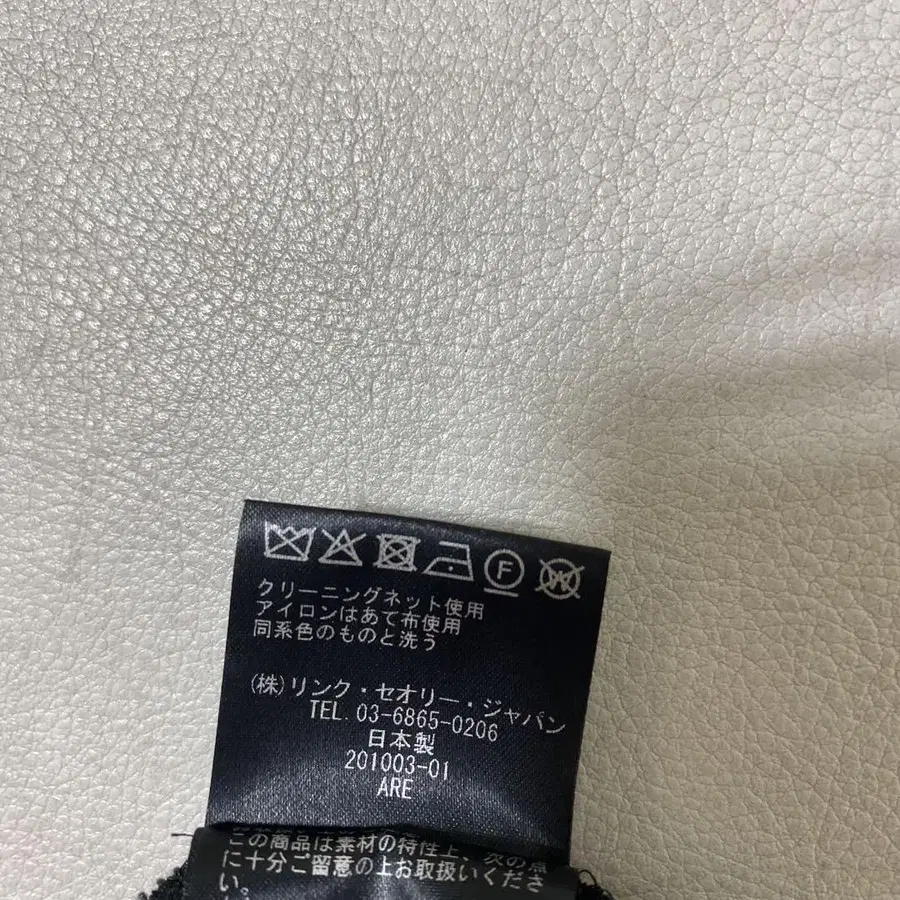 F W
クリーニングネット使用
アイロンはあて布使用
同系色のものと洗う
(株)リンク・セオリー・ジャパン
TEL. 03-6865-0206
日本製
201003-01
ARE
この商品は素材の特性上、次の点
に十分ご留意の上お取扱いくださ
い。